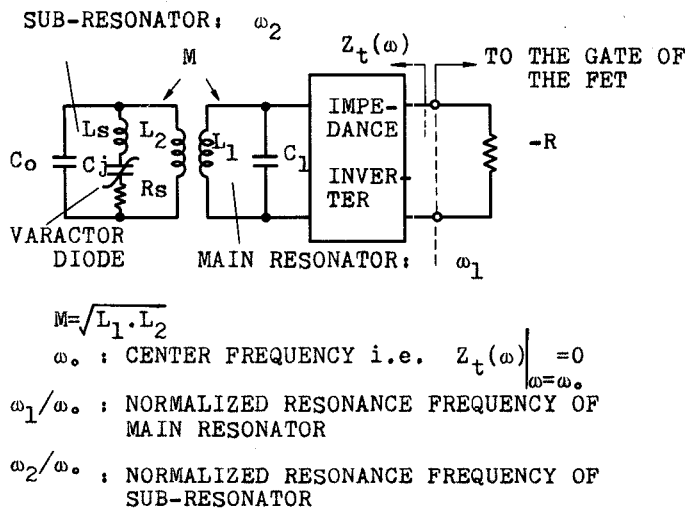 SUB-RESONATOR: ω2
Zt(ω)
M
TO THE GATE OF
THE FET
Ls
L2
L1
IMPE-
DANCE
Co
Cj
C1
-R
Rs
INVER-
TER
VARACTOR
DIODE
MAIN RESONATOR: ω1
M=√L1.L2
ωo : CENTER FREQUENCY i.e. Zt(ω)|ω=ωo =0
ω1/ωo : NORMALIZED RESONANCE FREQUENCY OF
MAIN RESONATOR
ω2/ωo : NORMALIZED RESONANCE FREQUENCY OF
SUB-RESONATOR